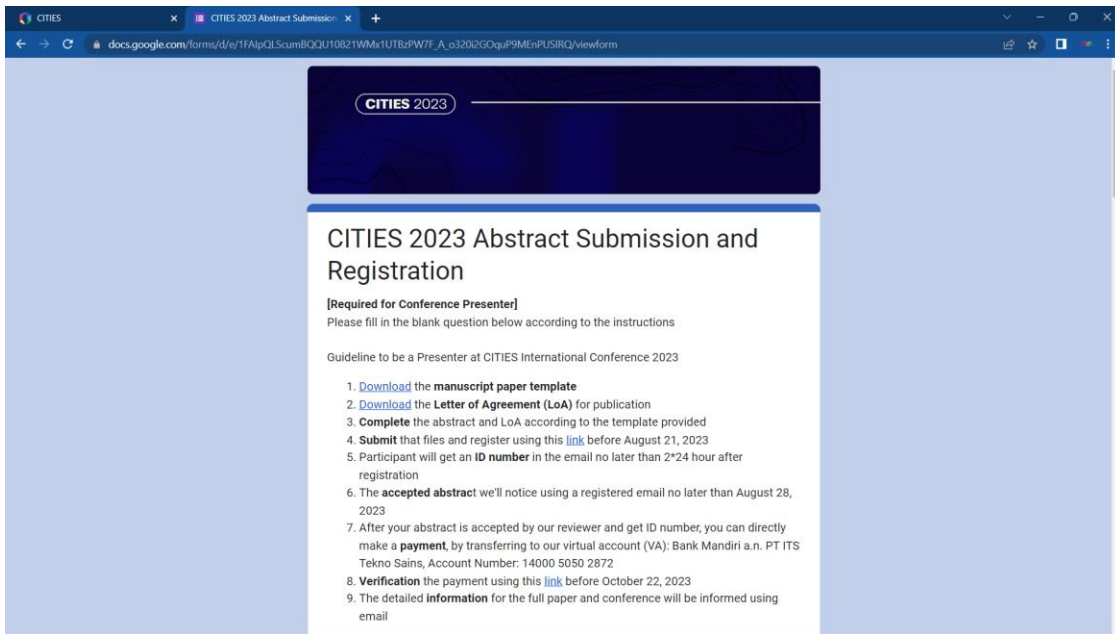 CITIES
CITIES 2023 Abstract Submission
docs.google.com/forms/d/e/1FAIpQLScumBQQU10821WMx1UTBzPW7F_A_o320i2GOquP9MEnPUSIRQ/viewform
CITIES 2023
CITIES 2023 Abstract Submission and
Registration
[Required for Conference Presenter]
Please fill in the blank question below according to the instructions
Guideline to be a Presenter at CITIES International Conference 2023
1. Download the manuscript paper template
2. Download the Letter of Agreement (LoA) for publication
3. Complete the abstract and LoA according to the template provided
4. Submit that files and register using this link before August 21, 2023
5. Participant will get an ID number in the email no later than 2*24 hour after
registration
6. The accepted abstract we'll notice using a registered email no later than August 28,
2023
7. After your abstract is accepted by our reviewer and get ID number, you can directly
make a payment, by transferring to our virtual account (VA): Bank Mandiri a.n. PT ITS
Tekno Sains, Account Number: 14000 5050 2872
8. Verification the payment using this link before October 22, 2023
9. The detailed information for the full paper and conference will be informed using
email